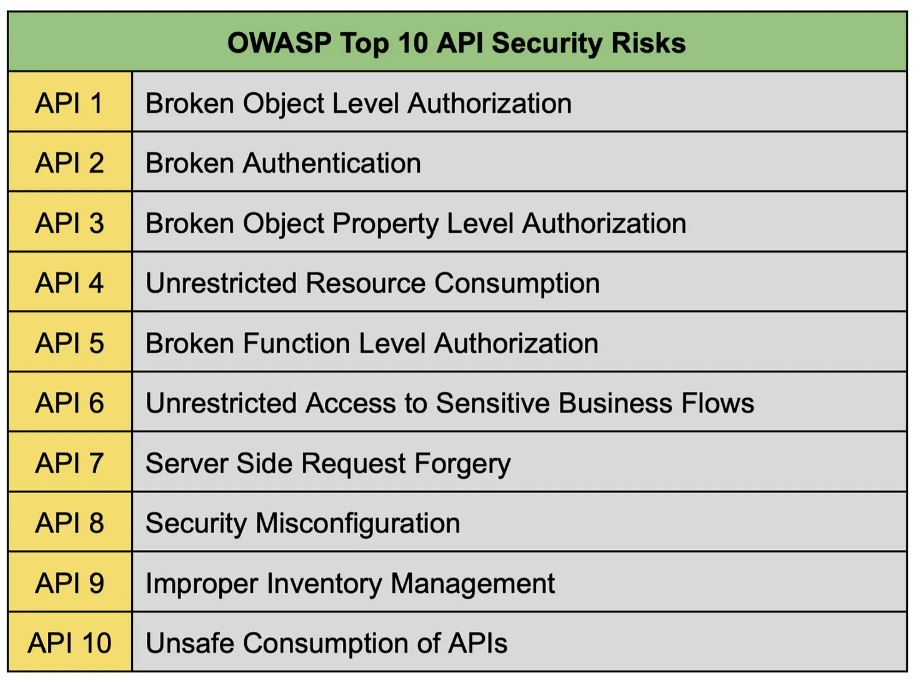 OWASP Top 10 API Security Risks
API 1 Broken Object Level Authorization
API 2 Broken Authentication
API 3 Broken Object Property Level Authorization
API 4 Unrestricted Resource Consumption
API 5 Broken Function Level Authorization
API 6 Unrestricted Access to Sensitive Business Flows
API 7 Server Side Request Forgery
API 8 Security Misconfiguration
API 9 Improper Inventory Management
API 10 Unsafe Consumption of APIs